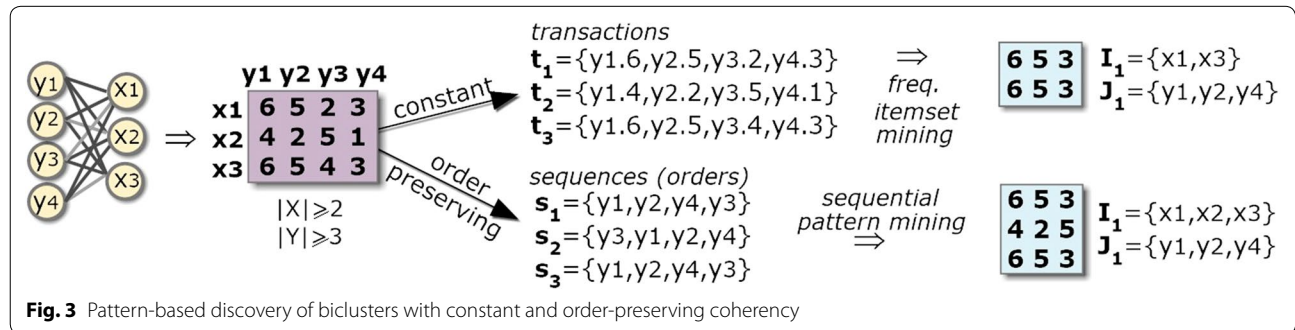 y1
y2
y3
y4
x1
x2
x3
⇒
y1 y2 y3 y4
x1 6 5 2 3
x2 4 2 5 1
x3 6 5 4 3
|X|⩾2
|Y|⩾3
constant
order
preserving
transactions
t1={y1.6,y2.5,y3.2,y4.3}
t2={y1.4,y2.2,y3.5,y4.1}
t3={y1.6,y2.5,y3.4,y4.3}
⇒
freq.
itemset
mining
6 5 3
6 5 3
I1={x1,x3}
J1={y1,y2,y4}
sequences (orders)
s1={y1,y2,y4,y3}
s2={y3,y1,y2,y4}
s3={y1,y2,y4,y3}
sequential
pattern mining
⇒
6 5 3
4 2 5
6 5 3
I1={x1,x2,x3}
J1={y1,y2,y4}
Fig. 3 Pattern-based discovery of biclusters with constant and order-preserving coherency